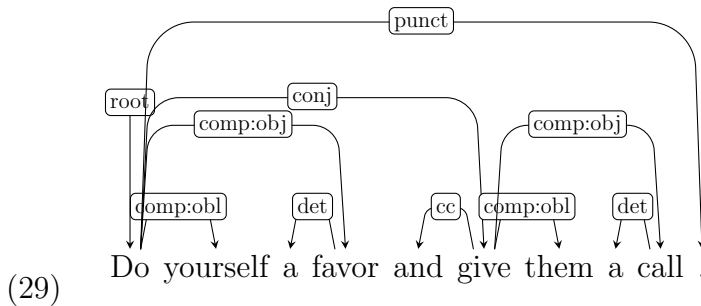 punct
root
conj
comp:obj
comp:obj
comp:obl
det
cc
comp:obl
det
(29) Do yourself a favor and give them a call .